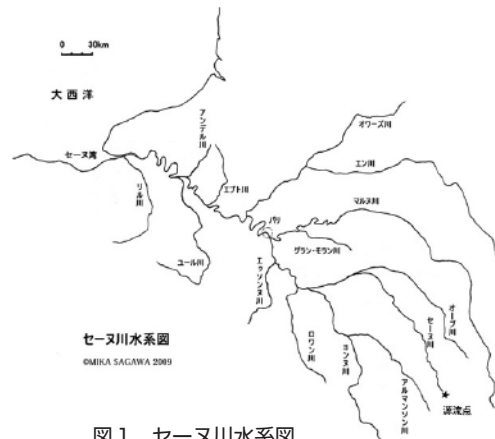 0 30km
大西洋
セーヌ湾
アンデル川
オワーズ川
エン川
リル川
エプト川
マルヌ川
パリ
グラン・モラン川
ユール川
エッソンヌ川
オーブ川
セーヌ川
ロワン川
ヨンヌ川
アルマンソン川
源流点
セーヌ川水系図
©MIKA SAGAWA 2009
図1 セーヌ川水系図